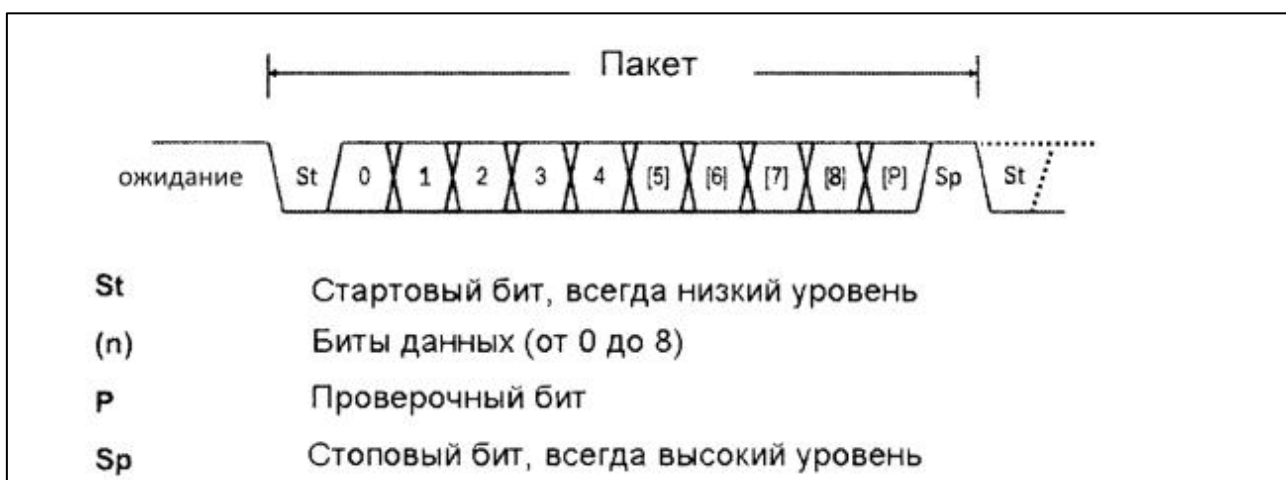 Пакет
ожидание St 0 1 2 3 4 [5] [6] [7] [8] [P] Sp St
St Стартовый бит, всегда низкий уровень
(n) Биты данных (от 0 до 8)
P Проверочный бит
Sp Стоповый бит, всегда высокий уровень